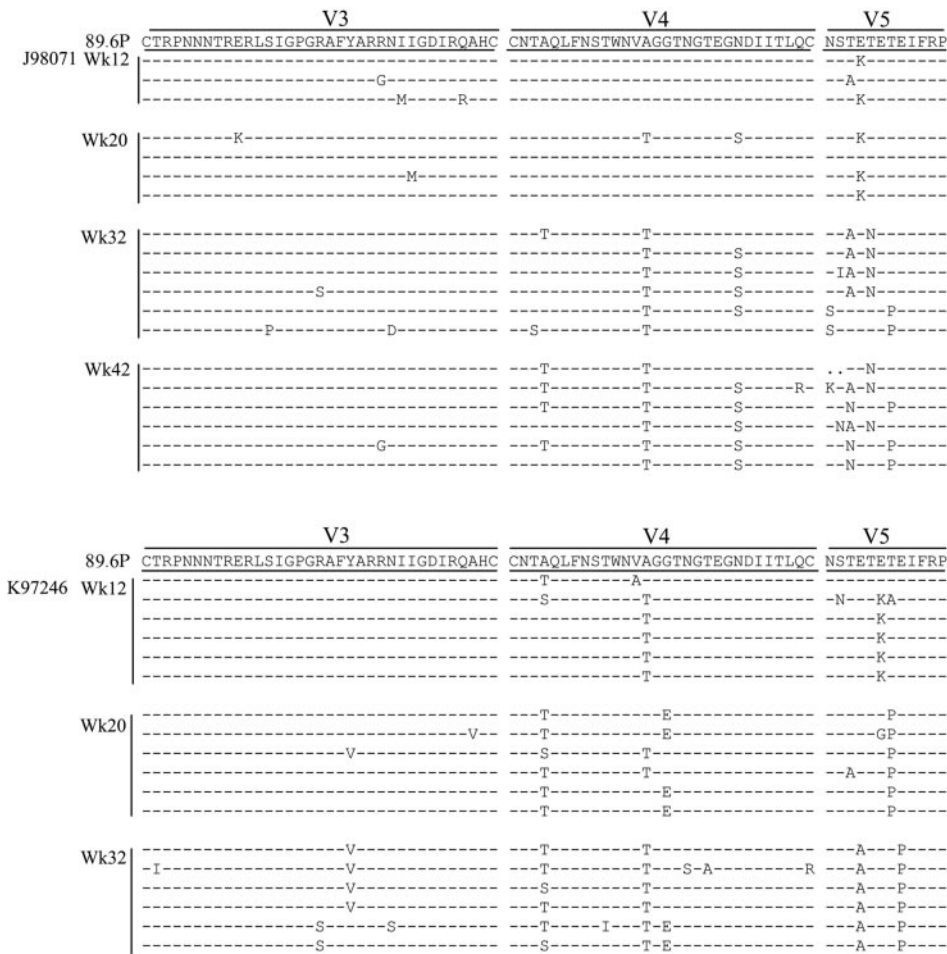 V3 V4 V5
89.6P CTRPNNNTRERLSIGPGRAFYARRNIIGDIRQAHC CNTAQLFNSTWNVAGGTNGTEGNDIITLQC NSTETETEIFRP
J98071 Wk12 ----------------------------------- ------------------------------ ---K--------
-----------------------G----------- ------------------------------ --A---------
-------------------------M-----R--- ------------------------------ ---K--------
Wk20 ---------K------------------------- -------------T--------S------- ---K--------
----------------------------------- ------------------------------ ------------
--------------------------M-------- ------------------------------ ---K--------
----------------------------------- ------------------------------ ---K--------
Wk32 ----------------------------------- ---T---------T---------------- --A-N-------
----------------------------------- -------------T--------S------- --A-N-------
----------------------------------- -------------T--------S------- -IA-N-------
-----------------S----------------- -------------T--------S------- --A-N-------
----------------------------------- -------------T--------S------- S-----P-----
------------P-----------D---------- --S----------T---------------- S-----P-----
Wk42 ----------------------------------- ---T---------T---------------- ..--N-------
----------------------------------- ---T---------T--------S-----R- K-A-N-------
----------------------------------- ---T---------T--------S------- --N---P-----
----------------------------------- -------------T--------S------- -NA-N-------
-----------------------G----------- ---T---------T--------S------- --N---P-----
----------------------------------- -------------T--------S------- --N---P-----
V3 V4 V5
89.6P CTRPNNNTRERLSIGPGRAFYARRNIIGDIRQAHC CNTAQLFNSTWNVAGGTNGTEGNDIITLQC NSTETETEIFRP
K97246 Wk12 ----------------------------------- ---T--------A----------------- ------------
----------------------------------- ---S---------T---------------- -N---KA-----
----------------------------------- -------------T---------------- -----K------
----------------------------------- -------------T---------------- -----K------
----------------------------------- -------------T---------------- -----K------
----------------------------------- -------------T---------------- -----K------
Wk20 ----------------------------------- ---T-----------E-------------- ------P-----
--------------------------------V-- ---T-----------E-------------- -----GP-----
--------------------V-------------- ---S---------T---------------- ------P-----
----------------------------------- ---T---------T---------------- --A---P-----
----------------------------------- ---T-----------E-------------- ------P-----
----------------------------------- ---T-----------E-------------- ------P-----
Wk32 --------------------V-------------- ---T---------T---------------- ---A---P----
-I------------------V-------------- ---T---------T---N-A---------R ---A---P----
--------------------V-------------- ---S---------T---------------- ---A---P----
--------------------V-------------- ---T---------T---------------- ---A---P----
-----------------S------N---------- ---T-----I---T-E-------------- ---A---P----
-----------------S----------------- ---S---------T-E-------------- ---A---P----